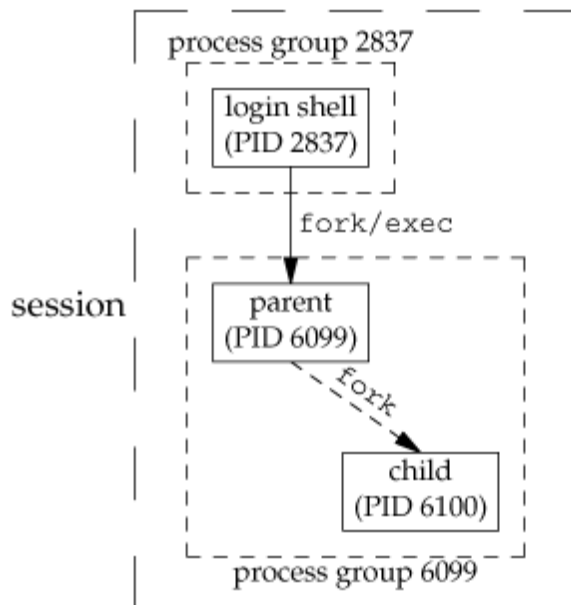 process group 2837
login shell
(PID 2837)
fork/exec
session
parent
(PID 6099)
fork
child
(PID 6100)
process group 6099